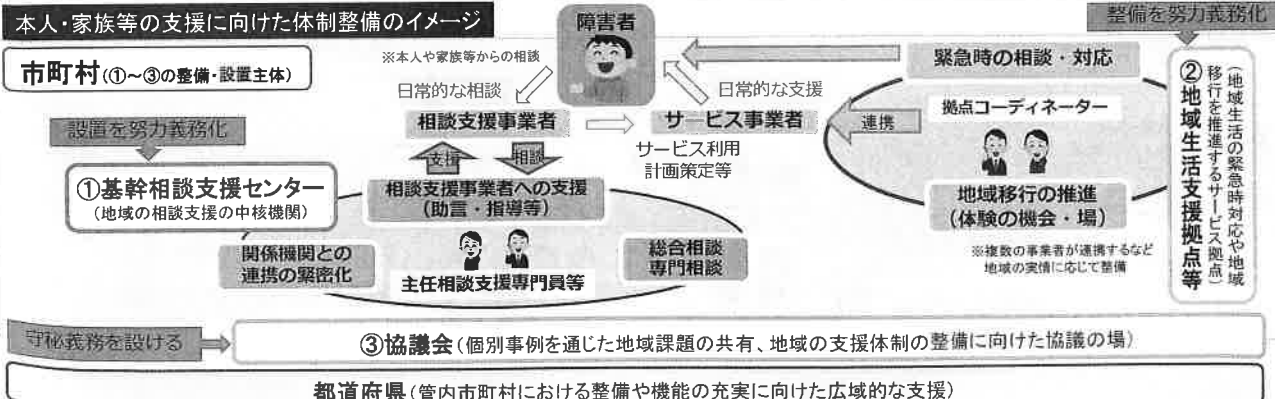 本人・家族等の支援に向けた体制整備のイメージ
市町村(①～③の整備・設置主体)
障害者
※本人や家族等からの相談
日常的な相談
日常的な支援
相談支援事業者
サービス事業者
サービス利用
計画策定等
整備を努力義務化
緊急時の相談・対応
拠点コーディネーター
連携
地域移行の推進
(体験の機会・場)
※複数の事業者が連携するなど
地域の実情に応じて整備
②地域生活支援拠点等
(地域生活の緊急時対応や地域
移行を推進するサービス拠点)
設置を努力義務化
①基幹相談支援センター
(地域の相談支援の中核機関)
支援
相談
相談支援事業者への支援
(助言・指導等)
関係機関との
連携の緊密化
主任相談支援専門員等
総合相談
専門相談
守秘義務を設ける
③協議会(個別事例を通じた地域課題の共有、地域の支援体制の整備に向けた協議の場)
都道府県(管内市町村における整備や機能の充実に向けた広域的な支援)